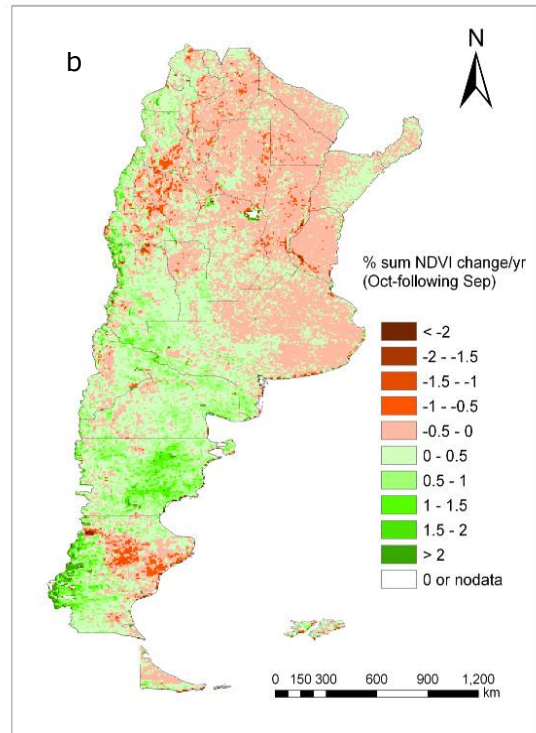 b
N
% sum NDVI change/yr
(Oct-following Sep)
< -2
-2 - -1.5
-1.5 - -1
-1 - -0.5
-0.5 - 0
0 - 0.5
0.5 - 1
1 - 1.5
1.5 - 2
> 2
0 or nodata
0 150 300 600 900 1,200
km